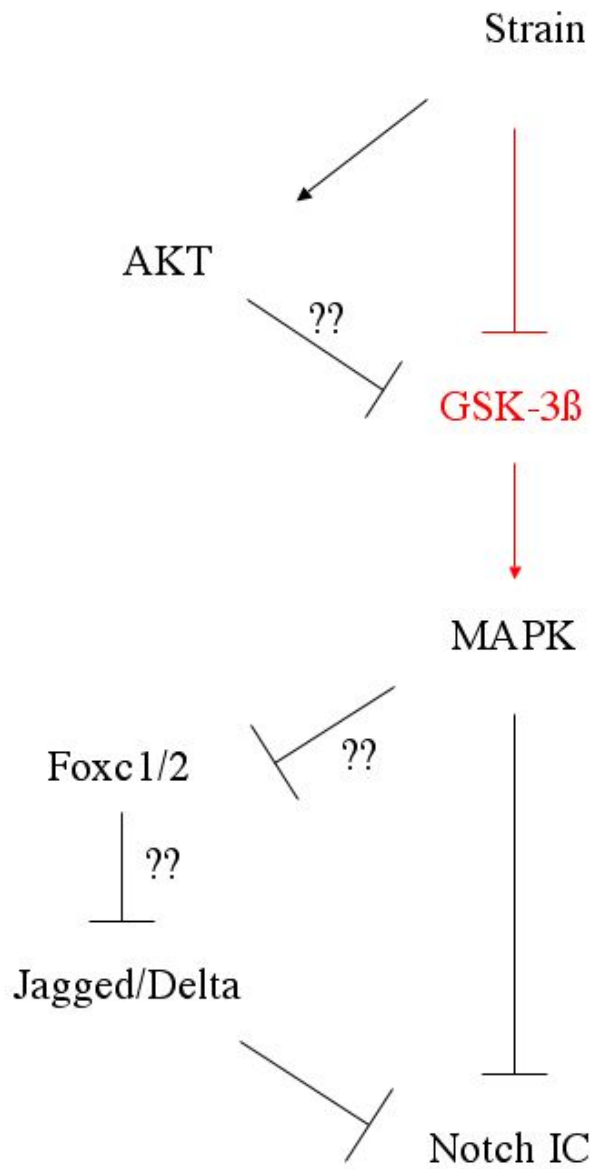 Strain
AKT
??
GSK-3ß
MAPK
??
Foxc1/2
??
Jagged/Delta
Notch IC